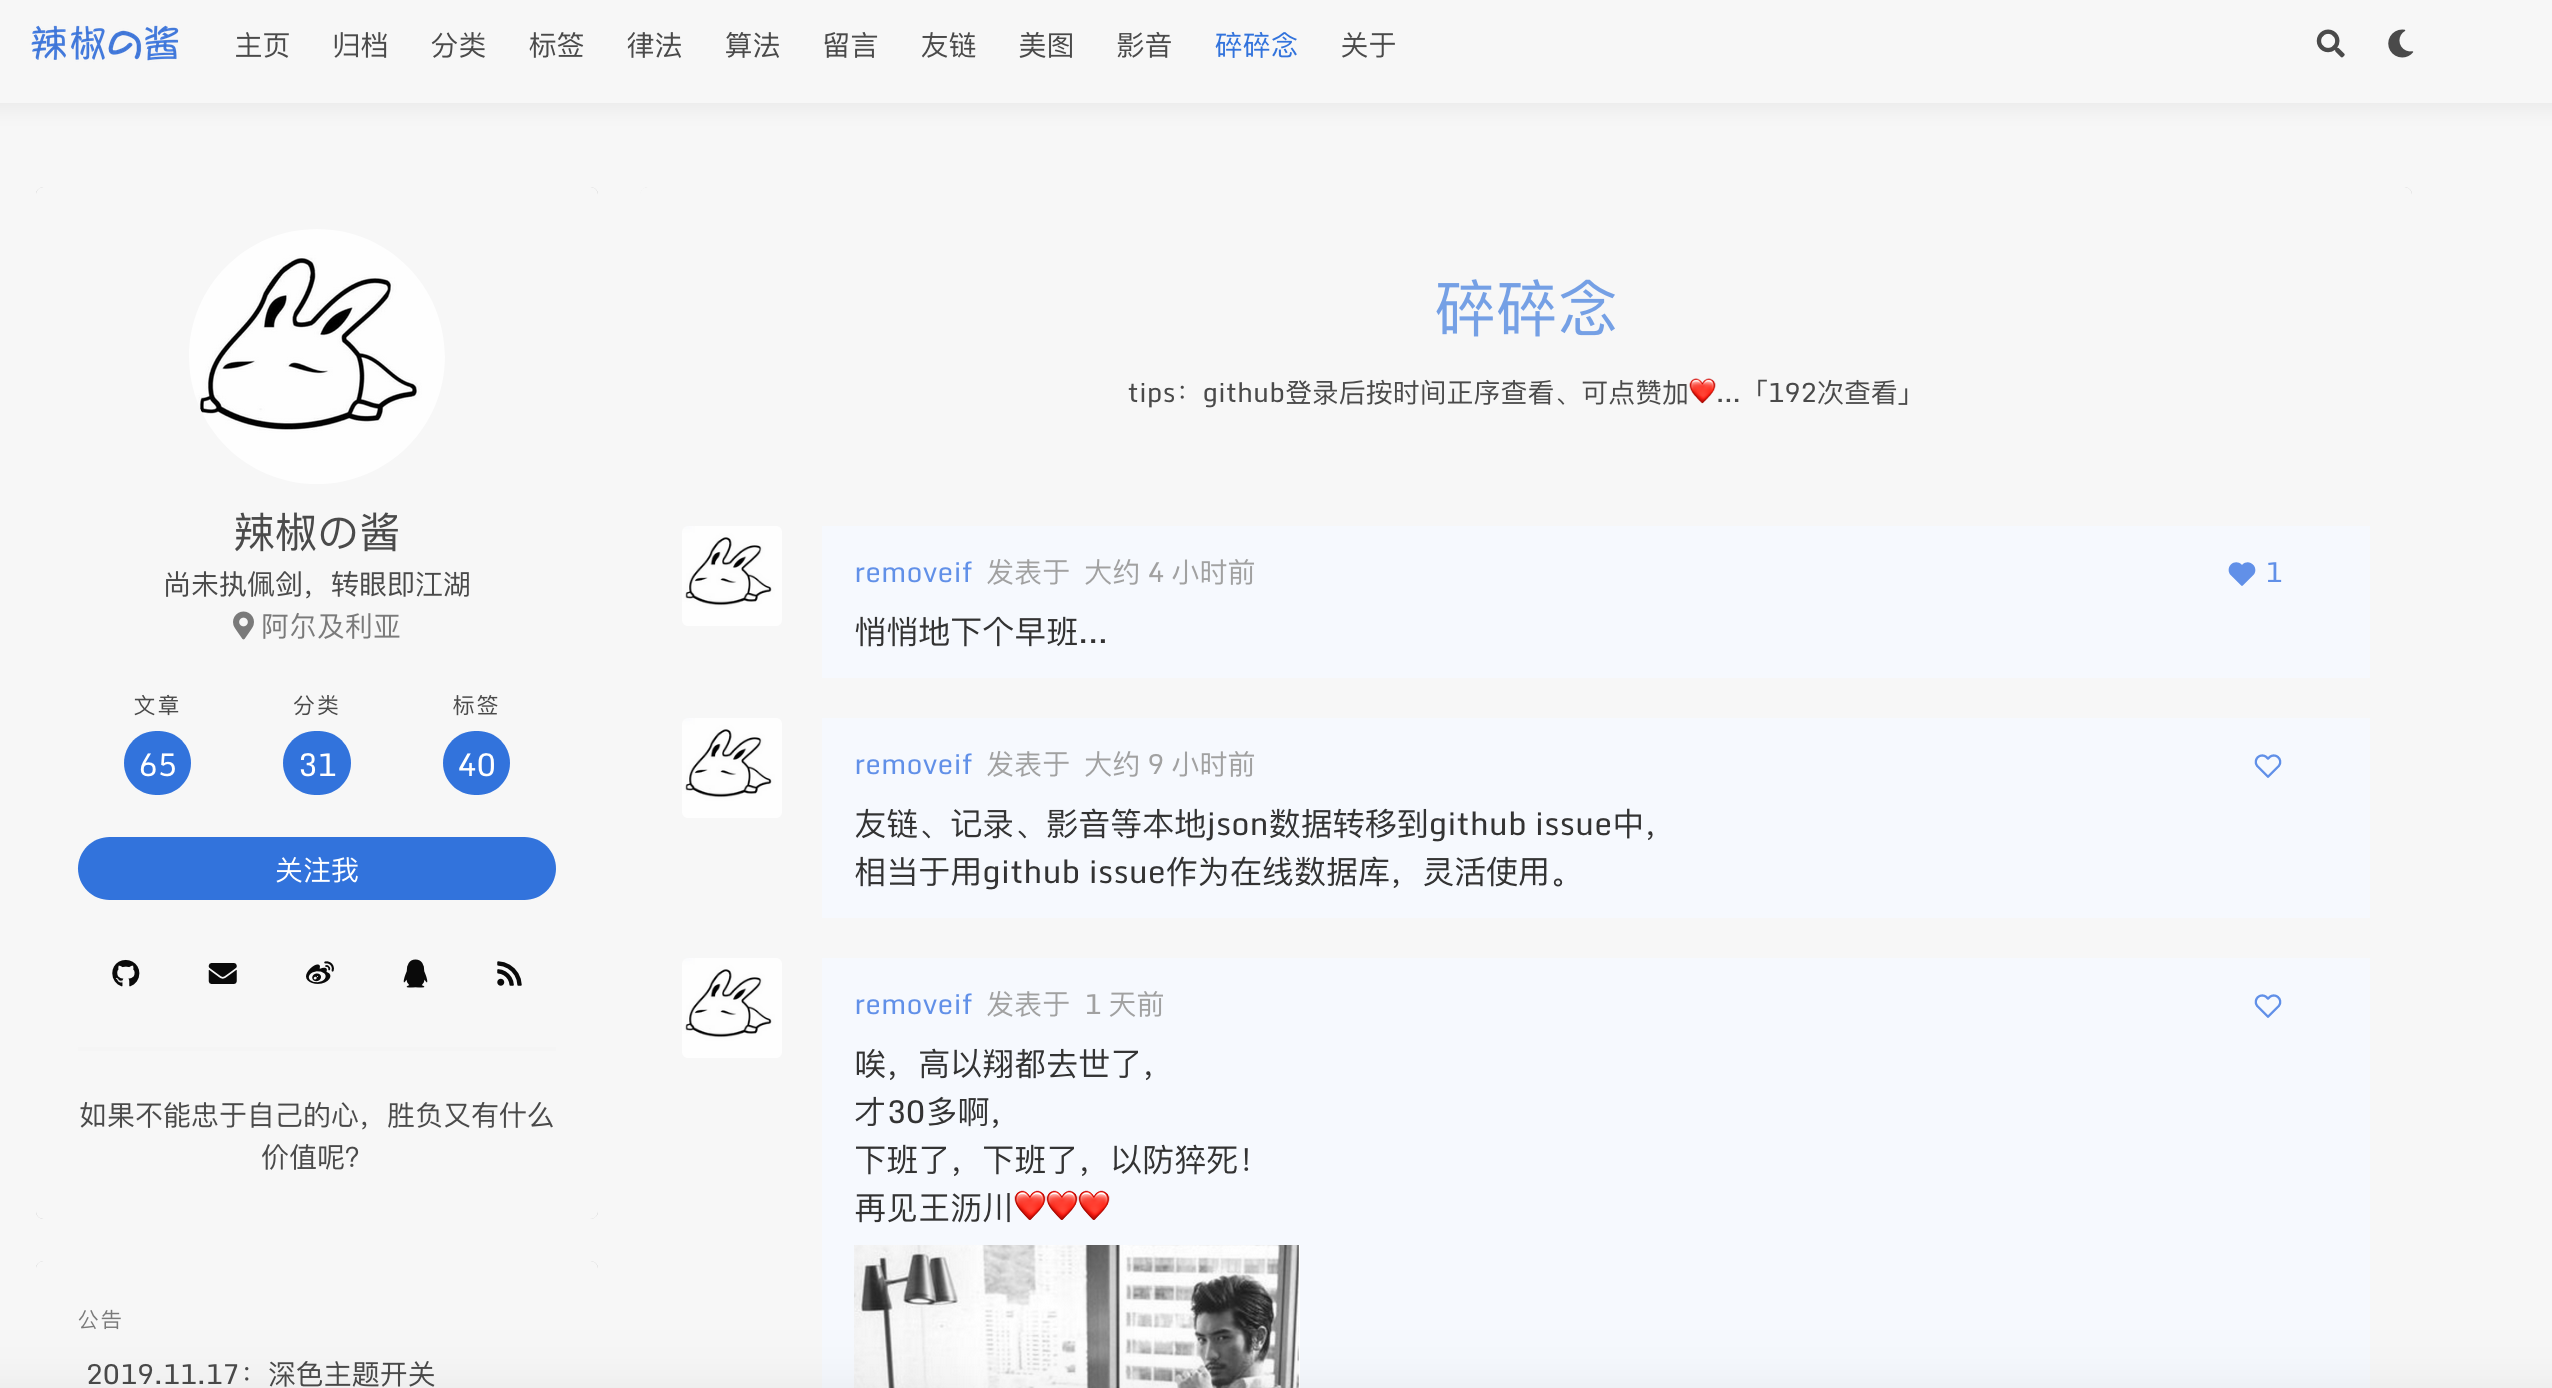 辣椒の酱 主页 归档 分类 标签 律法 算法 留言 友链 美图 影音 碎碎念 关于
辣椒の酱
尚未执佩剑，转眼即江湖
阿尔及利亚
文章 分类 标签
65 31 40
关注我
如果不能忠于自己的心，胜负又有什么
价值呢?
公告
2019.11.17：深色主题开关
碎碎念
tips：github登录后按时间正序查看、可点赞加❤️...「192次查看」
removeif 发表于 大约 4 小时前 1
悄悄地下个早班...
removeif 发表于 大约 9 小时前
友链、记录、影音等本地json数据转移到github issue中，
相当于用github issue作为在线数据库，灵活使用。
removeif 发表于 1 天前
唉，高以翔都去世了，
才30多啊，
下班了，下班了，以防猝死！
再见王沥川❤️❤️❤️